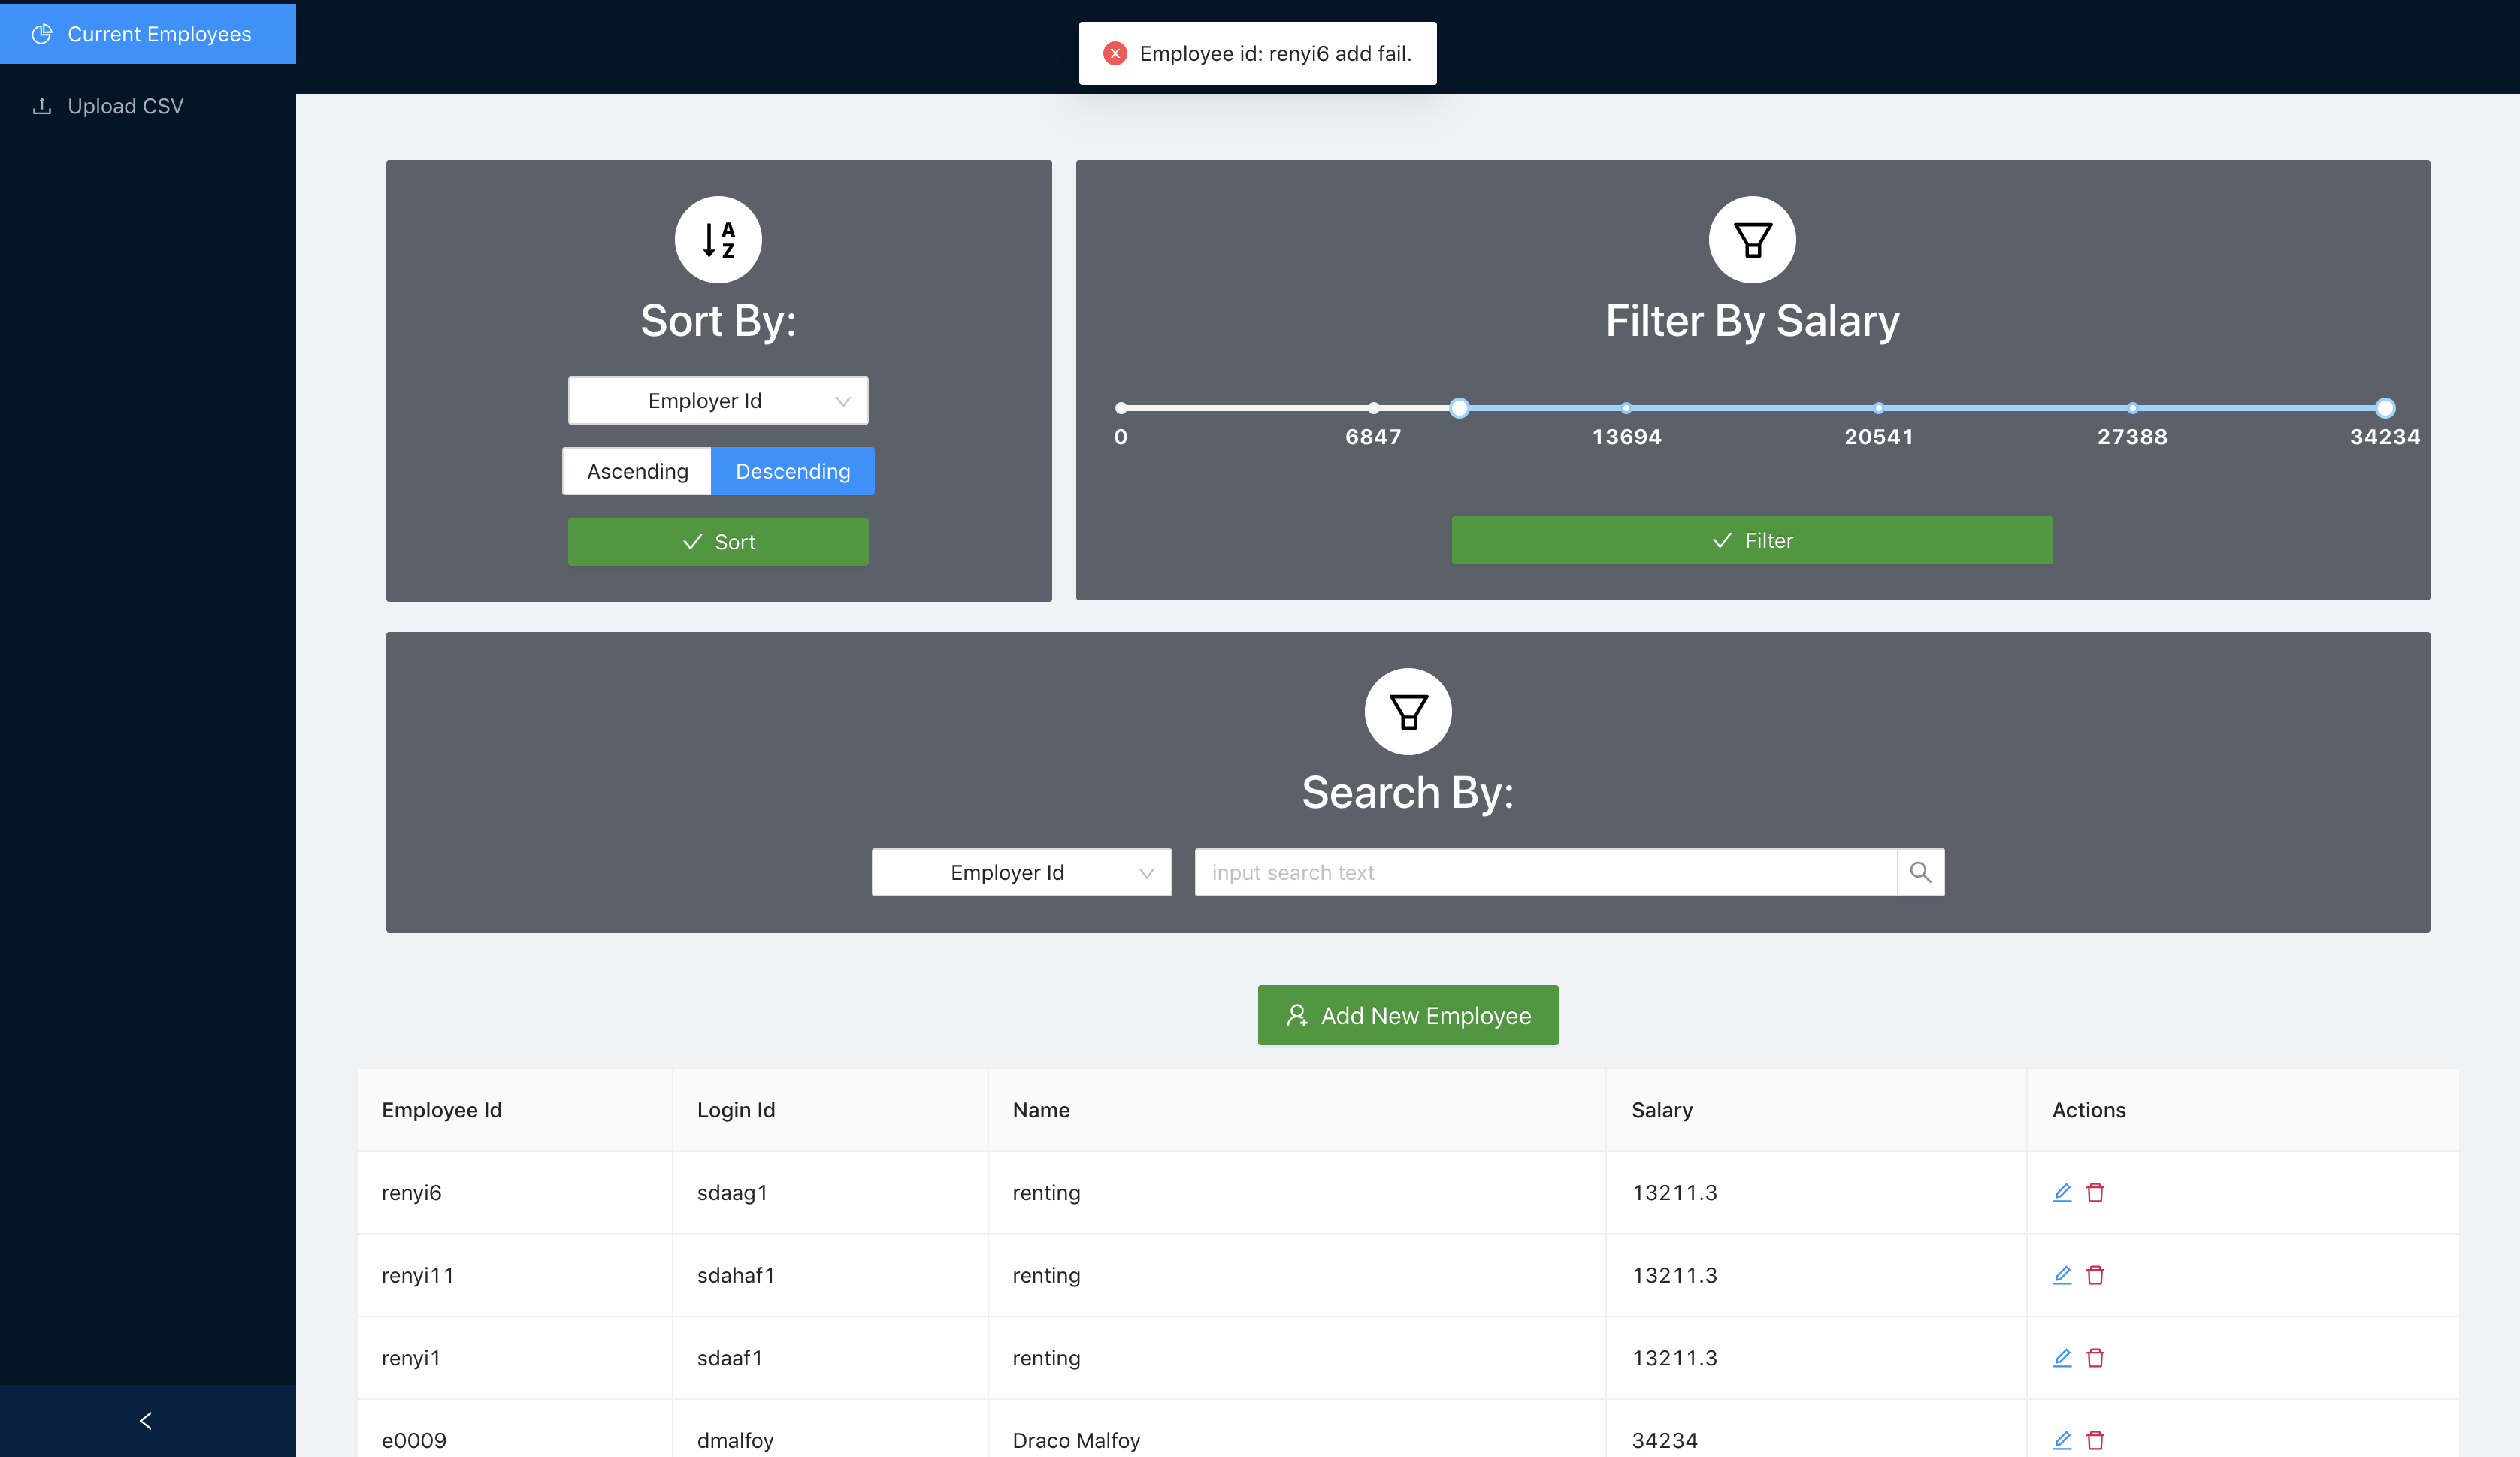 Current Employees
Upload CSV
Employee id: renyi6 add fail.
A
Z
Sort By:
Employer Id
Ascending Descending
Sort
Filter By Salary
0 6847 13694 20541 27388 34234
Filter
Search By:
Employer Id input search text
Add New Employee
Employee Id Login Id Name Salary Actions
renyi6 sdaag1 renting 13211.3
renyi11 sdahaf1 renting 13211.3
renyi1 sdaaf1 renting 13211.3
e0009 dmalfoy Draco Malfoy 34234